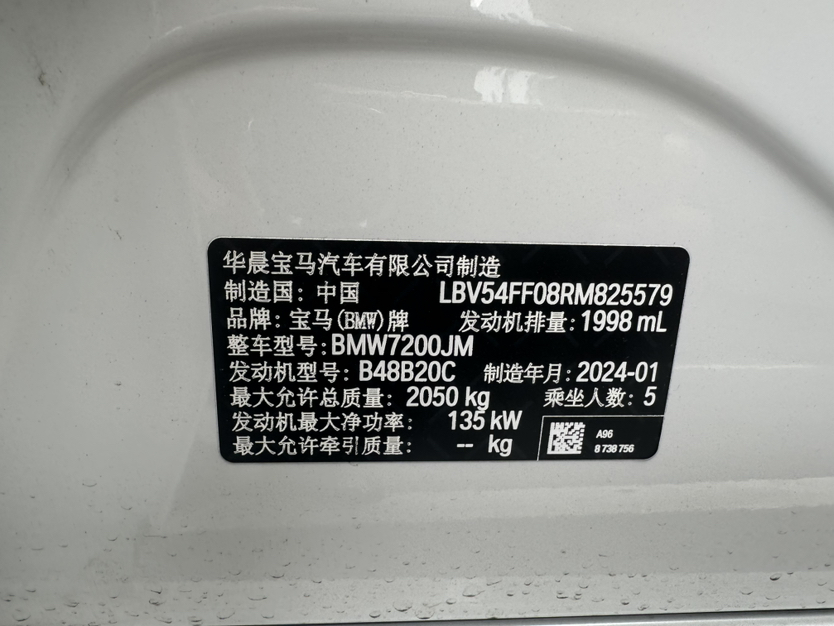 华晨宝马汽车有限公司制造
制造国: 中国 LBV54FF08RM825579
品牌: 宝马(BMW)牌 发动机排量: 1998 mL
整车型号: BMW7200JM
发动机型号: B48B20C 制造年月: 2024-01
最大允许总质量: 2050 kg 乘坐人数: 5
发动机最大净功率: 135 kW
最大允许牵引质量: -- kg
A96
8 738 756